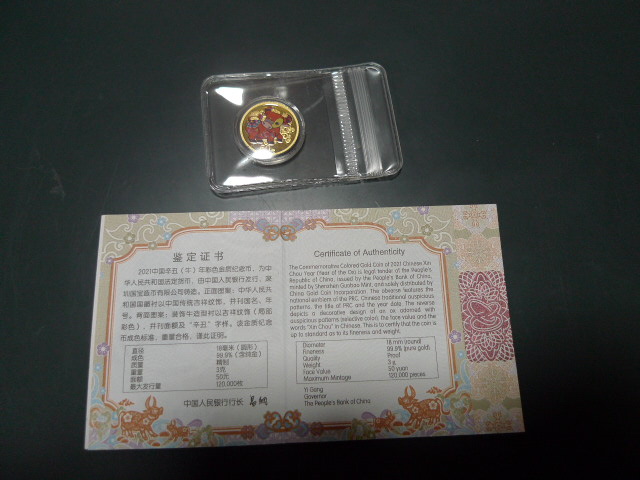 鉴定证书
2021中国辛丑(牛)年彩色金质纪念币,为
中华人民共和国法定货币,由中国人民银行发行,深
圳国宝造币有限公司铸造。正面图案:中华人民共
和国国徽衬以中国传统吉祥纹饰,并刊国名、年
号。背面图案:装饰牛造型衬以吉祥纹饰(局部
彩色),并刊面额及“辛丑”字样。该金质纪念
币成色标准,重量合格,谨此证明。
直径 18毫米(圆形)
成色 99.9%(含纯金)
质量 精制
重量 3克
面额 50元
最大发行量 120,000枚
中国人民银行行长
Certificate of Authenticity
The Commemorative Colored Gold Coin of 2021 Chinese Xin
Chou Year (Year of the Ox) is legal tender of the People's
Republic of China, issued by the People's Bank of China,
minted by Shenzhen Guobao Mint, and solely distributed by
China Gold Coin Incorporation. The obverse features the
national emblem of the PRC, Chinese traditional auspicious
patterns, the title of PRC and the year date. The reverse
depicts a decorative design of an ox adorned with
auspicious patterns (selective color), the face value and the
words "Xin Chou" in Chinese. This is to certify that the coin is
up to standard as to its fineness and weight.
Diameter 18 mm (round)
Fineness 99.9% (pure gold)
Quality Proof
Weight 3 g
Face Value 50 yuan
Maximum Mintage 120,000 pieces
Yi Gang
Governor
The People's Bank of China